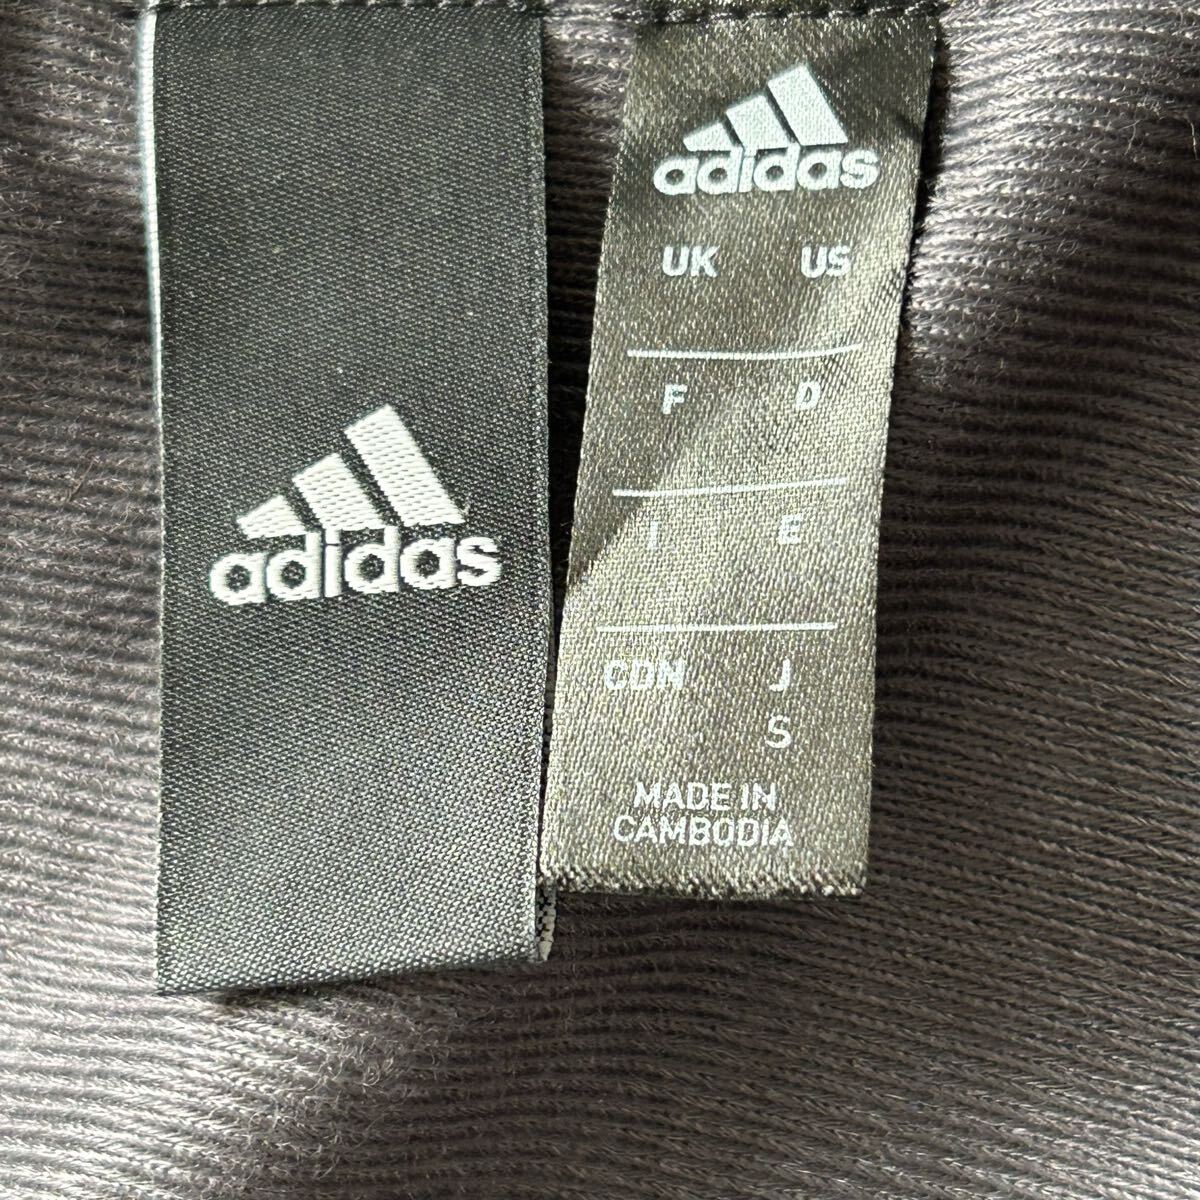 adidas
adidas
UK US
F D
I E
CDN J
S
MADE IN
CAMBODIA